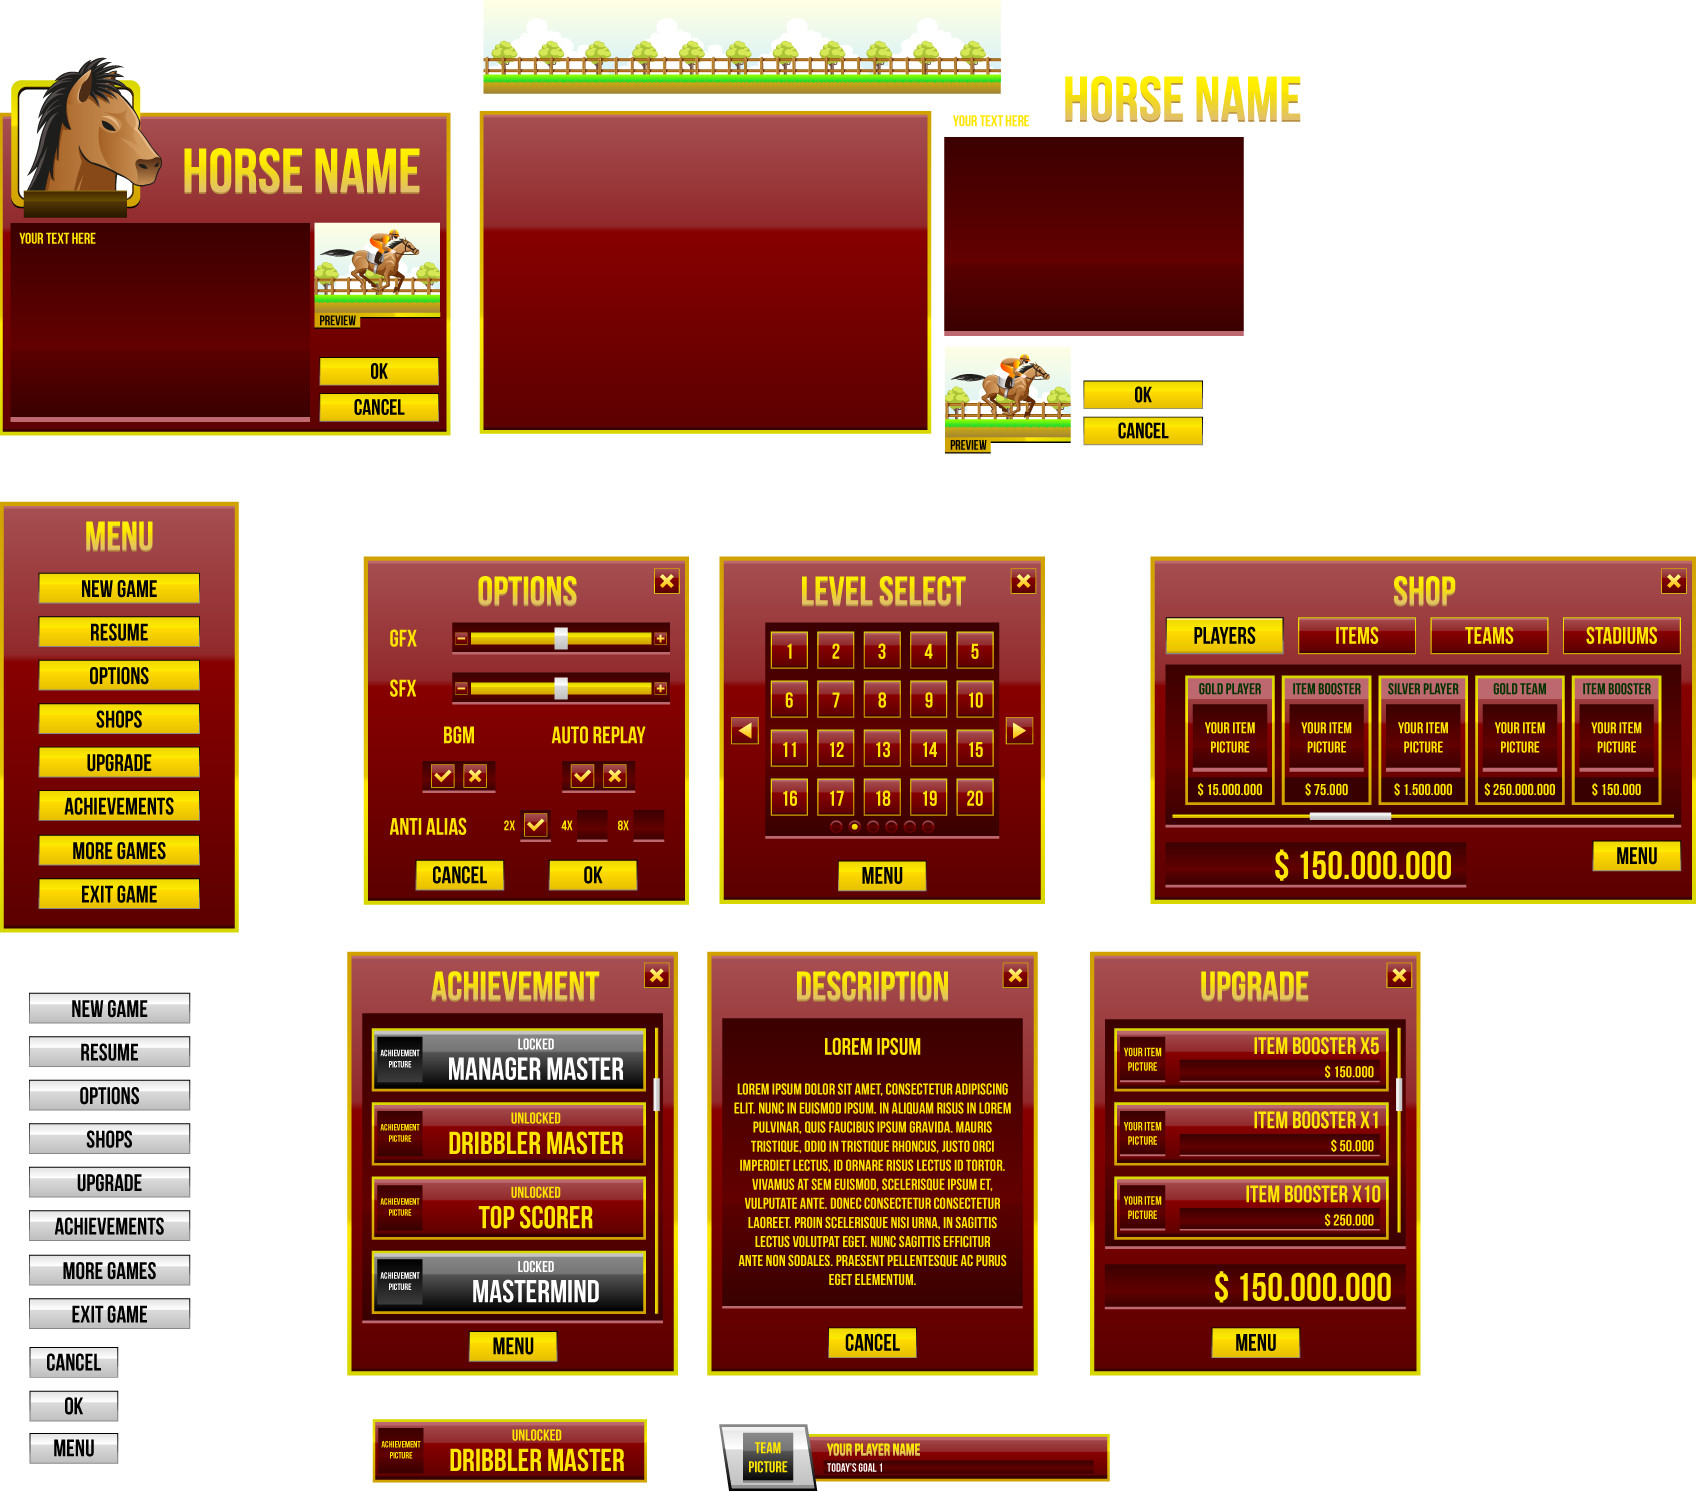 HORSE NAME
YOUR TEXT HERE
PREVIEW
OK
CANCEL
YOUR TEXT HERE
HORSE NAME
PREVIEW
OK
CANCEL
MENU
NEW GAME
RESUME
OPTIONS
SHOPS
UPGRADE
ACHIEVEMENTS
MORE GAMES
EXIT GAME
OPTIONS
GFX
SFX
BGM
AUTO REPLAY
ANTI ALIAS
2X
4X
8X
CANCEL
OK
LEVEL SELECT
1 2 3 4 5
6 7 8 9 10
11 12 13 14 15
16 17 18 19 20
MENU
SHOP
PLAYERS
ITEMS
TEAMS
STADIUMS
GOLD PLAYER
YOUR ITEM
PICTURE
$ 15.000.000
ITEM BOOSTER
YOUR ITEM
PICTURE
$ 75.000
SILVER PLAYER
YOUR ITEM
PICTURE
$ 1.500.000
GOLD TEAM
YOUR ITEM
PICTURE
$ 250.000.000
ITEM BOOSTER
YOUR ITEM
PICTURE
$ 150.000
$ 150.000.000
MENU
NEW GAME
RESUME
OPTIONS
SHOPS
UPGRADE
ACHIEVEMENTS
MORE GAMES
EXIT GAME
CANCEL
OK
MENU
ACHIEVEMENT
ACHIEVEMENT
PICTURE
LOCKED
MANAGER MASTER
ACHIEVEMENT
PICTURE
UNLOCKED
DRIBBLER MASTER
ACHIEVEMENT
PICTURE
UNLOCKED
TOP SCORER
ACHIEVEMENT
PICTURE
LOCKED
MASTERMIND
MENU
DESCRIPTION
LOREM IPSUM
LOREM IPSUM DOLOR SIT AMET, CONSECTETUR ADIPISCING
ELIT. NUNC IN EUISMOD IPSUM. IN ALIQUAM RISUS IN LOREM
PULVINAR, QUIS FAUCIBUS IPSUM GRAVIDA. MAURIS
TRISTIQUE, ODIO IN TRISTIQUE RHONCUS, JUSTO ORCI
IMPERDIET LECTUS, ID ORNARE RISUS LECTUS ID TORTOR.
VIVAMUS AT SEM EUISMOD, SCELERISQUE IPSUM ET,
VULPUTATE ANTE. DONEC CONSECTETUR CONSECTETUR
LAOREET. PROIN SCELERISQUE NISI URNA, IN SAGITTIS
LECTUS VOLUTPAT EGET. NUNC SAGITTIS EFFICITUR
ANTE NON SODALES. PRAESENT PELLENTESQUE AC PURUS
EGET ELEMENTUM.
CANCEL
UPGRADE
YOUR ITEM
PICTURE
ITEM BOOSTER X5
$ 150.000
YOUR ITEM
PICTURE
ITEM BOOSTER X1
$ 50.000
YOUR ITEM
PICTURE
ITEM BOOSTER X10
$ 250.000
$ 150.000.000
MENU
ACHIEVEMENT
PICTURE
UNLOCKED
DRIBBLER MASTER
TEAM
PICTURE
YOUR PLAYER NAME
TODAY'S GOAL 1